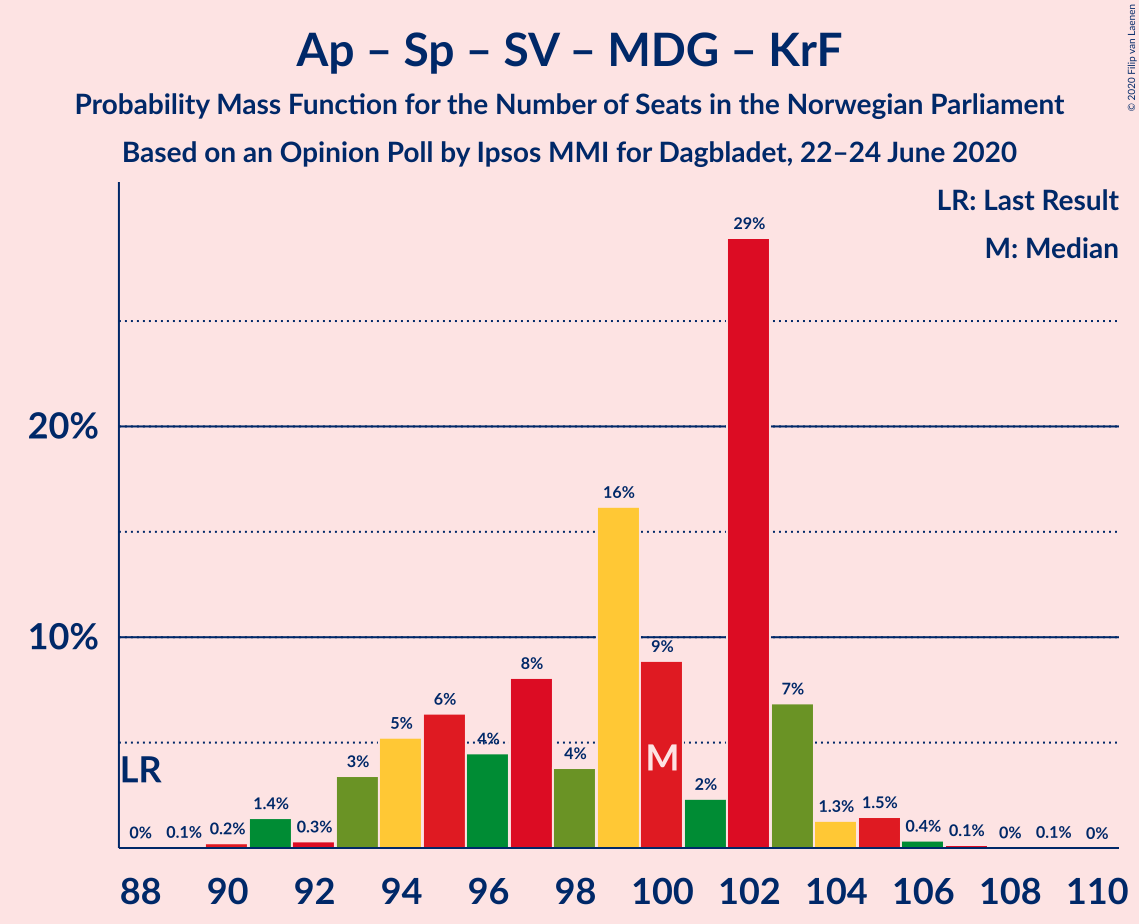 Ap – Sp – SV – MDG – KrF
Probability Mass Function for the Number of Seats in the Norwegian Parliament
Based on an Opinion Poll by Ipsos MMI for Dagbladet, 22–24 June 2020
© 2020 Filip van Laenen
LR: Last Result
M: Median
29%
20%
16%
10%
9%
8%
7%
6%
5%
4%
4%
3%
M
LR
2%
0%
0.1%
0.2%
1.4%
0.3%
1.3%
1.5%
0.4%
0.1%
0%
0.1%
0%
88 90 92 94 96 98 100 102 104 106 108 110